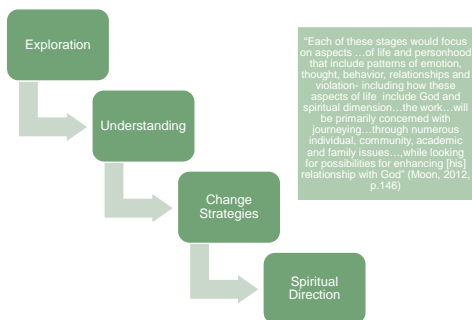 Exploration
Understanding
Change
Strategies
Spiritual
Direction
“Each of these stages would focus
on aspects …of life and personhood
that include patterns of emotion,
thought, behavior, relationships and
violation- including how these
aspects of life  include God and
spiritual dimension…the work…will
be primarily concerned with
journeying…through numerous
individual, community, academic
and family issues…,while looking
for possibilities for enhancing [his]
relationship with God” (Moon, 2012,
p.146)